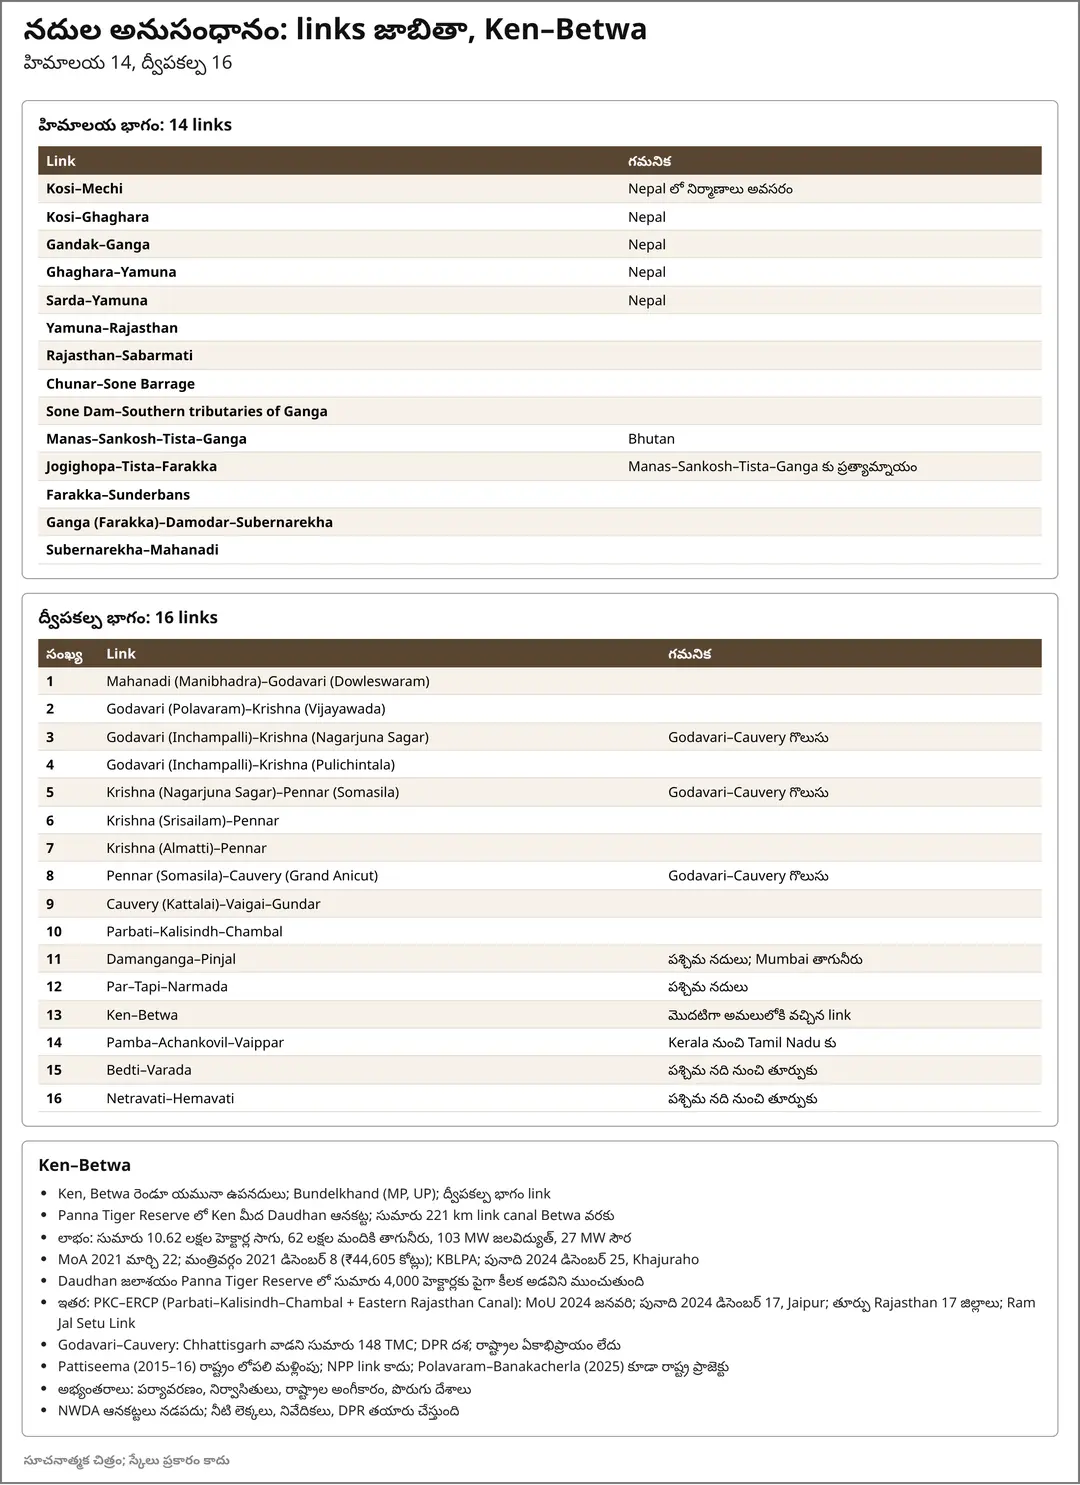 నదుల అనుసంధానం: links జాబితా, Ken–Betwa
హిమాలయ 14, ద్వీపకల్ప 16
హిమాలయ భాగం: 14 links
Link గమనిక
Kosi–Mechi Nepal లో నిర్మాణాలు అవసరం
Kosi–Ghaghara Nepal
Gandak–Ganga Nepal
Ghaghara–Yamuna Nepal
Sarda–Yamuna Nepal
Yamuna–Rajasthan
Rajasthan–Sabarmati
Chunar–Sone Barrage
Sone Dam–Southern tributaries of Ganga
Manas–Sankosh–Tista–Ganga Bhutan
Jogighopa–Tista–Farakka Manas–Sankosh–Tista–Ganga కు ప్రత్యామ్నాయం
Farakka–Sunderbans
Ganga (Farakka)–Damodar–Subernarekha
Subernarekha–Mahanadi
ద్వీపకల్ప భాగం: 16 links
సంఖ్య Link గమనిక
1 Mahanadi (Manibhadra)–Godavari (Dowleswaram)
2 Godavari (Polavaram)–Krishna (Vijayawada)
3 Godavari (Inchampalli)–Krishna (Nagarjuna Sagar) Godavari–Cauvery గొలుసు
4 Godavari (Inchampalli)–Krishna (Pulichintala)
5 Krishna (Nagarjuna Sagar)–Pennar (Somasila) Godavari–Cauvery గొలుసు
6 Krishna (Srisailam)–Pennar
7 Krishna (Almatti)–Pennar
8 Pennar (Somasila)–Cauvery (Grand Anicut) Godavari–Cauvery గొలుసు
9 Cauvery (Kattalai)–Vaigai–Gundar
10 Parbati–Kalisindh–Chambal
11 Damanganga–Pinjal పశ్చిమ నదులు; Mumbai తాగునీరు
12 Par–Tapi–Narmada పశ్చిమ నదులు
13 Ken–Betwa మొదటిగా అమలులోకి వచ్చిన link
14 Pamba–Achankovil–Vaippar Kerala నుంచి Tamil Nadu కు
15 Bedti–Varada పశ్చిమ నది నుంచి తూర్పుకు
16 Netravati–Hemavati పశ్చిమ నది నుంచి తూర్పుకు
Ken–Betwa
• Ken, Betwa రెండూ యమునా ఉపనదులు; Bundelkhand (MP, UP); ద్వీపకల్ప భాగం link
• Panna Tiger Reserve లో Ken మీద Daudhan ఆనకట్ట; సుమారు 221 km link canal Betwa వరకు
• లాభం: సుమారు 10.62 లక్షల హెక్టార్ల సాగు, 62 లక్షల మందికి తాగునీరు, 103 MW జలవిద్యుత్, 27 MW సౌర
• MoA 2021 మార్చి 22; మంత్రివర్గం 2021 డిసెంబర్ 8 (₹44,605 కోట్లు); KBLPA; పునాది 2024 డిసెంబర్ 25, Khajuraho
• Daudhan జలాశయం Panna Tiger Reserve లో సుమారు 4,000 హెక్టార్లకు పైగా కీలక అడవిని ముంచుతుంది
• ఇతర: PKC–ERCP (Parbati–Kalisindh–Chambal + Eastern Rajasthan Canal): MoU 2024 జనవరి; పునాది 2024 డిసెంబర్ 17, Jaipur; తూర్పు Rajasthan 17 జిల్లాలు; Ram
Jal Setu Link
• Godavari–Cauvery: Chhattisgarh వాడని సుమారు 148 TMC; DPR దశ; రాష్ట్రాల ఏకాభిప్రాయం లేదు
• Pattiseema (2015–16) రాష్ట్రం లోపలి మళ్లింపు; NPP link కాదు; Polavaram–Banakacherla (2025) కూడా రాష్ట్ర ప్రాజెక్టు
• అభ్యంతరాలు: పర్యావరణం, నిర్వాసితులు, రాష్ట్రాల అంగీకారం, పొరుగు దేశాలు
• NWDA ఆనకట్టలు నడపదు; నీటి లెక్కలు, నివేదికలు, DPR తయారు చేస్తుంది
సూచనాత్మక చిత్రం; స్కేలు ప్రకారం కాదు